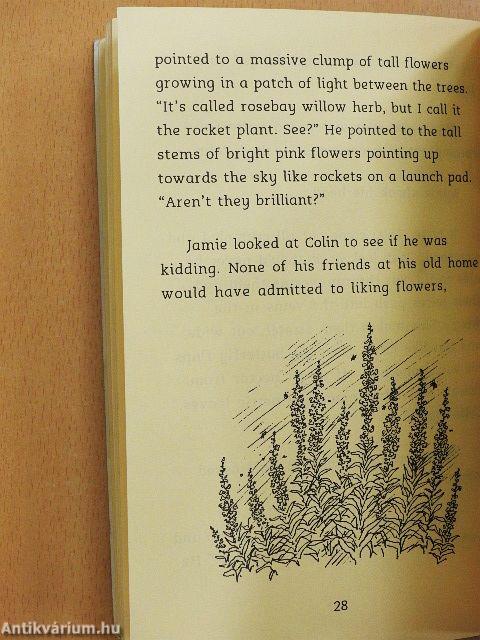 pointed to a massive clump of tall flowers
growing in a patch of light between the trees.
“It’s called rosebay willow herb, but I call it
the rocket plant. See?” He pointed to the tall
stems of bright pink flowers pointing up
towards the sky like rockets on a launch pad.
“Aren’t they brilliant?”
Jamie looked at Colin to see if he was
kidding. None of his friends at his old home
would have admitted to liking flowers,
28
Antikvárium.hu